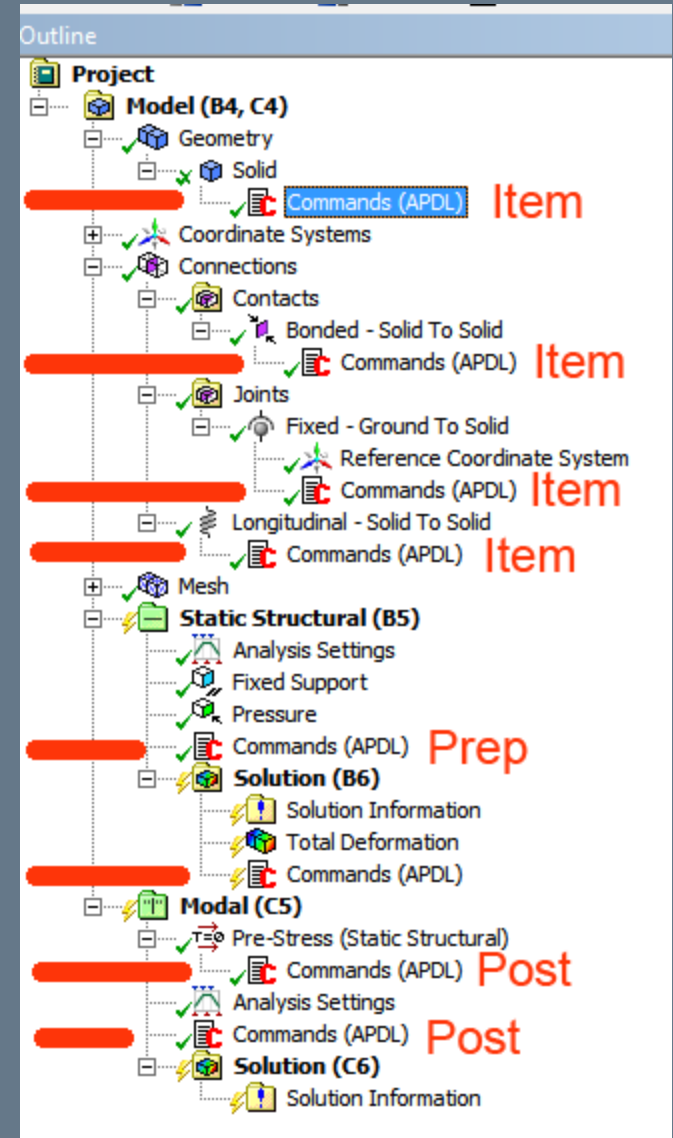 Outline
Project
Model (B4, C4)
Geometry
Solid
Commands (APDL) Item
Coordinate Systems
Connections
Contacts
Bonded - Solid To Solid
Commands (APDL) Item
Joints
Fixed - Ground To Solid
Reference Coordinate System
Commands (APDL) Item
Longitudinal - Solid To Solid
Commands (APDL) Item
Mesh
Static Structural (B5)
Analysis Settings
Fixed Support
Pressure
Commands (APDL) Prep
Solution (B6)
Solution Information
Total Deformation
Commands (APDL)
Modal (C5)
T=0 Pre-Stress (Static Structural)
Commands (APDL) Post
Analysis Settings
Commands (APDL) Post
Solution (C6)
Solution Information